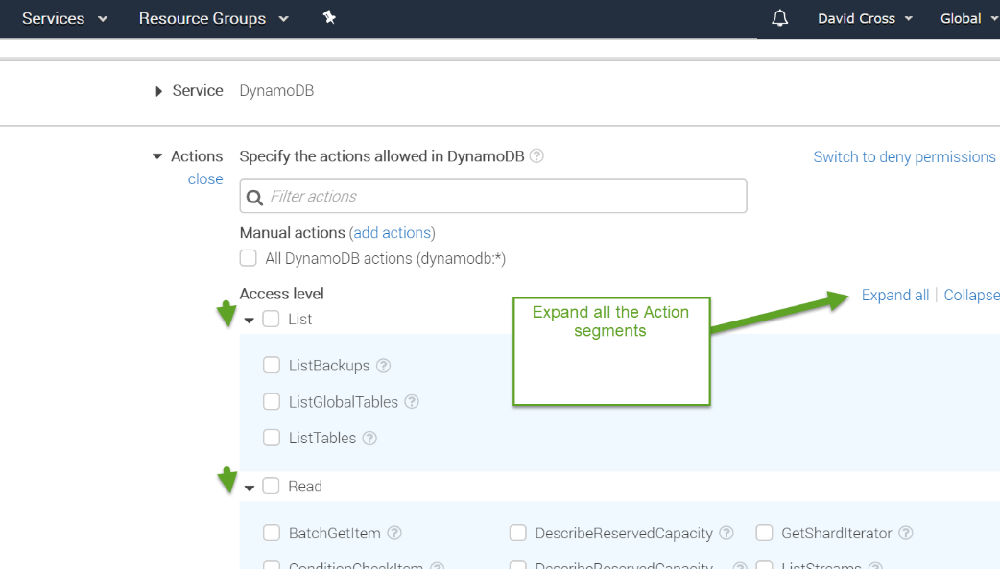 Services Resource Groups David Cross Global
Service DynamoDB
Actions Specify the actions allowed in DynamoDB ? Switch to deny permissions
close
Filter actions
Manual actions (add actions)
All DynamoDB actions (dynamodb:*)
Access level
Expand all | Collapse
List
Expand all the Action
segments
ListBackups ?
ListGlobalTables ?
ListTables ?
Read
BatchGetItem ? DescribeReservedCapacity ? GetShardIterator ?
ConditionCheckItem ? DescribeReservedCapacity ? ListStreams ?